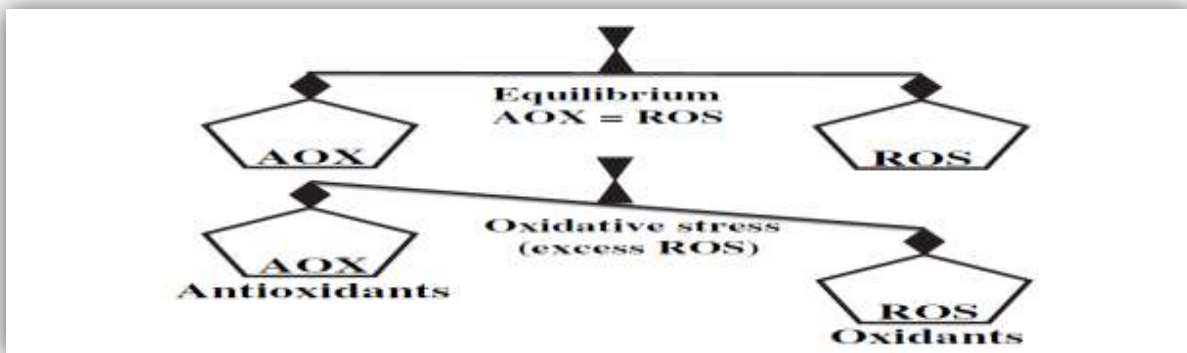 Equilibrium
AOX = ROS
AOX
ROS
Oxidative stress
(excess ROS)
AOX
Antioxidants
ROS
Oxidants